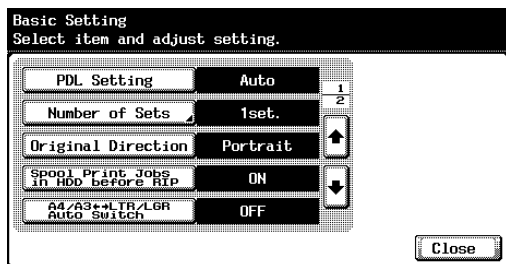 Basic Setting
Select item and adjust setting.
PDL Setting Auto
1
2
Number of Sets 1set.
Original Direction Portrait
Spool Print Jobs
in HDD before RIP ON
A4/A3↔LTR/LGR
Auto Switch OFF
Close